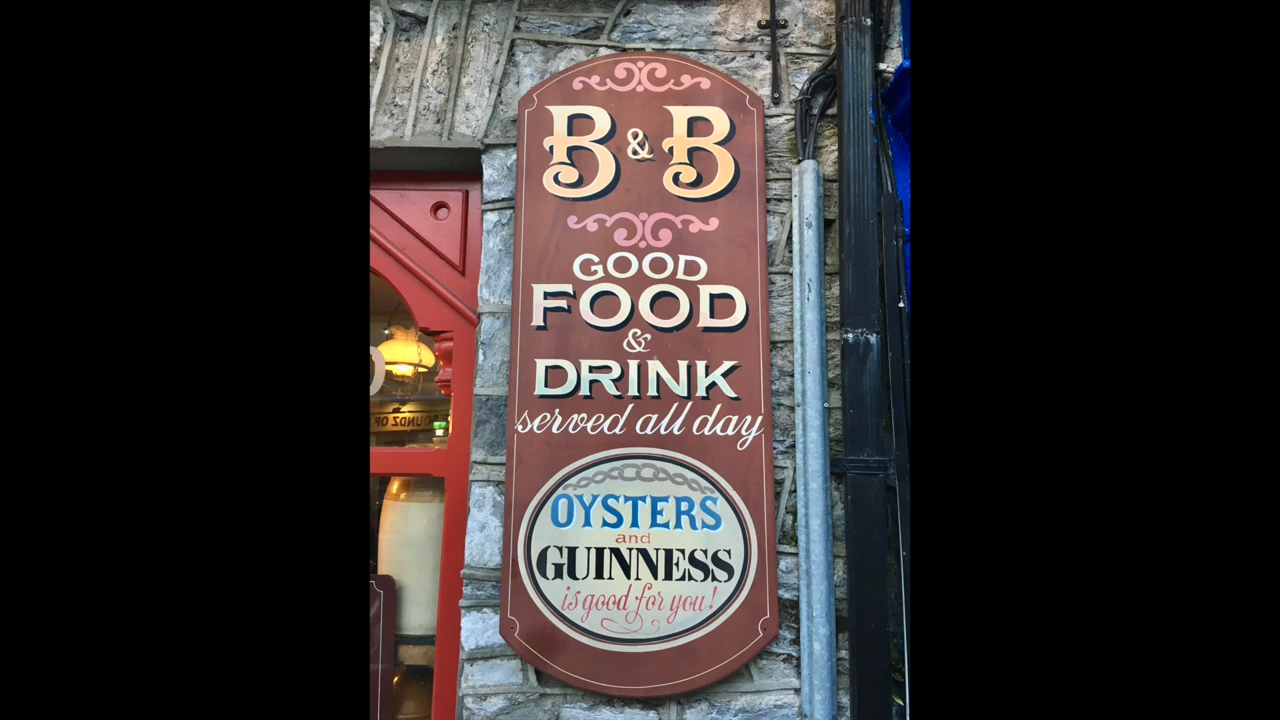 B & B
GOOD
FOOD
&
DRINK
served all day
OYSTERS
and
GUINNESS
is good for you!